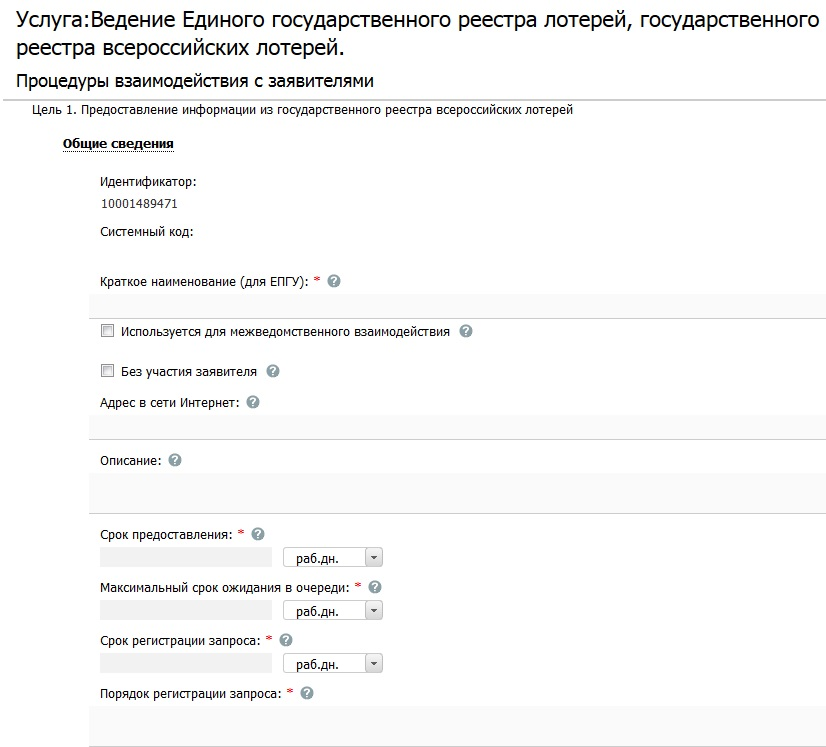 Услуга:Ведение Единого государственного реестра лотерей, государственного
реестра всероссийских лотерей.
Процедуры взаимодействия с заявителями
Цель 1. Предоставление информации из государственного реестра всероссийских лотерей
Общие сведения
Идентификатор:
10001489471
Системный код:
Краткое наименование (для ЕПГУ): * ?
Используется для межведомственного взаимодействия ?
Без участия заявителя ?
Адрес в сети Интернет: ?
Описание: ?
Срок предоставления: * ?
раб.дн.
Максимальный срок ожидания в очереди: * ?
раб.дн.
Срок регистрации запроса: * ?
раб.дн.
Порядок регистрации запроса: * ?